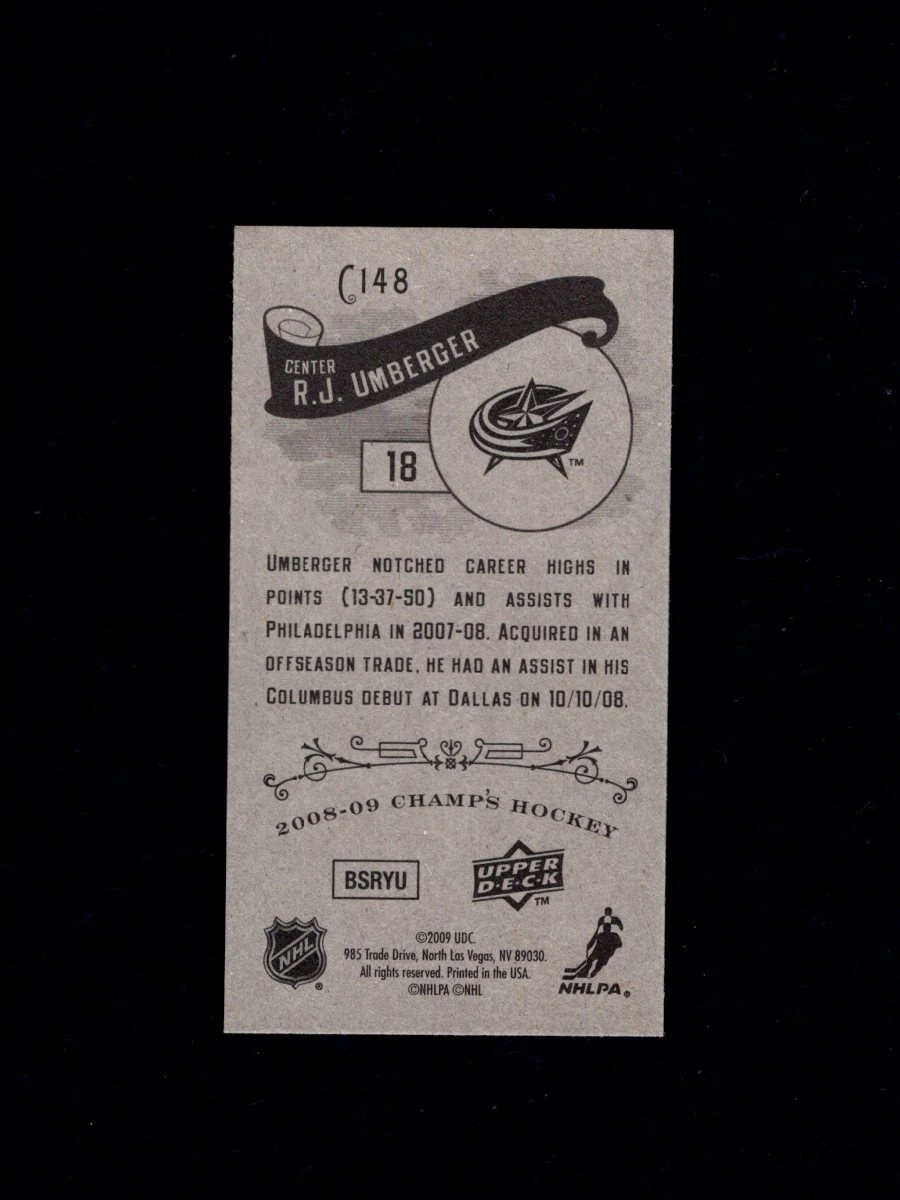 C148
CENTER
R.J. UMBERGER
18
TM
UMBERGER NOTCHED CAREER HIGHS IN
POINTS (13-37-50) AND ASSISTS WITH
PHILADELPHIA IN 2007-08. ACQUIRED IN AN
OFFSEASON TRADE, HE HAD AN ASSIST IN HIS
COLUMBUS DEBUT AT DALLAS ON 10/10/08.
2008-09 CHAMP'S HOCKEY
BSRYU
UPPER
D·E·C·K
TM
NHL
®
©2009 UDC.
985 Trade Drive, North Las Vegas, NV 89030.
All rights reserved. Printed in the USA.
©NHLPA ©NHL
NHLPA®